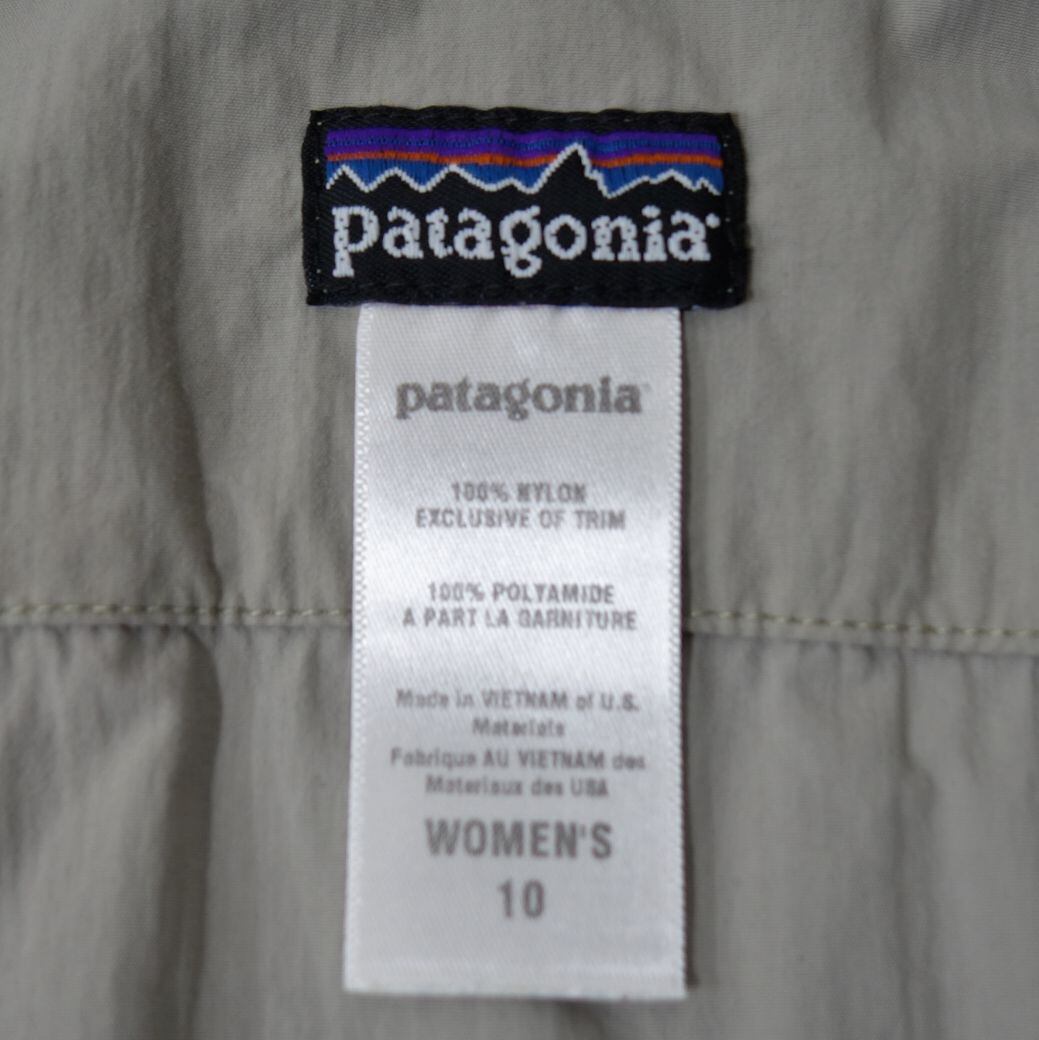 patagonia
patagonia
100% NYLON
EXCLUSIVE OF TRIM
100% POLYAMIDE
A PART LA GARNITURE
Made in VIETNAM of U.S.
Materials
Fabrique AU VIETNAM des
Materiaux des USA
WOMEN'S
10